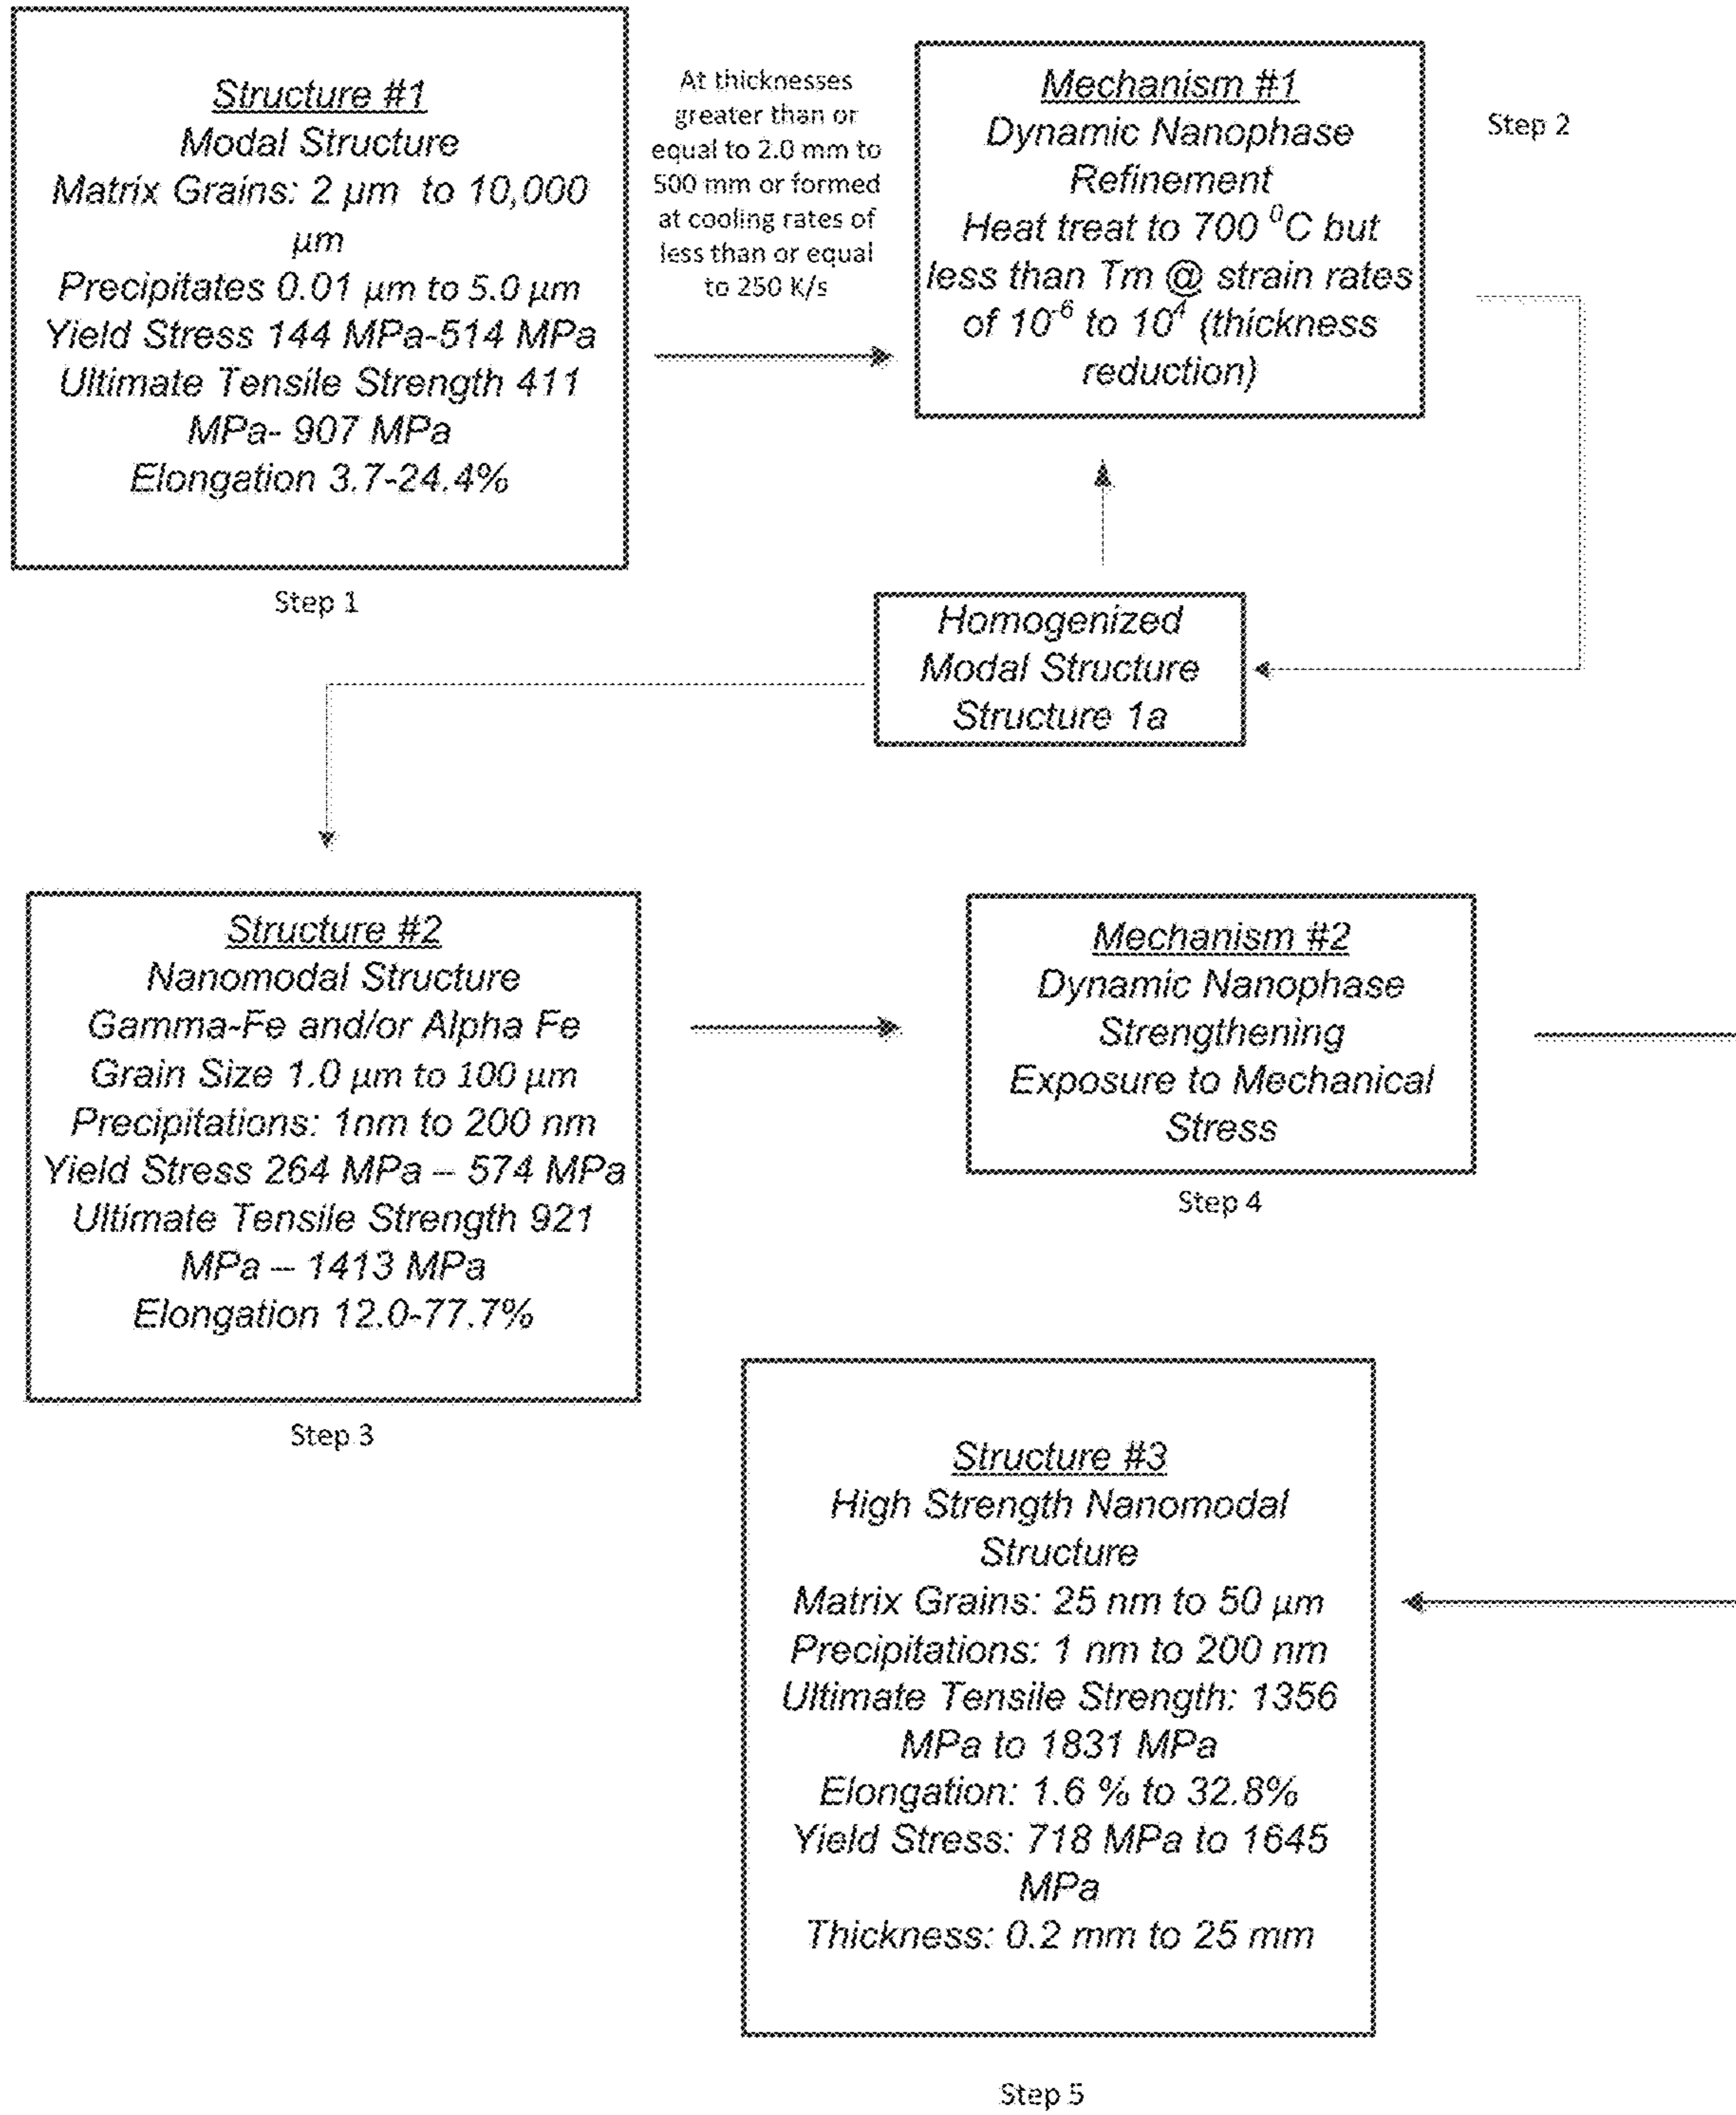 Structure #1
Modal Structure
Matrix Grains: 2 µm to 10,000
µm
Precipitates 0.01 µm to 5.0 µm
Yield Stress 144 MPa-514 MPa
Ultimate Tensile Strength 411
MPa- 907 MPa
Elongation 3.7-24.4%
Step 1
At thicknesses
greater than or
equal to 2.0 mm to
500 mm or formed
at cooling rates of
less than or equal
to 250 K/s
Mechanism #1
Dynamic Nanophase
Refinement
Heat treat to 700 ⁰C but
less than Tm @ strain rates
of 10⁻⁶ to 10⁴ (thickness
reduction)
Step 2
Homogenized
Modal Structure
Structure 1a
Structure #2
Nanomodal Structure
Gamma-Fe and/or Alpha Fe
Grain Size 1.0 µm to 100 µm
Precipitations: 1nm to 200 nm
Yield Stress 264 MPa – 574 MPa
Ultimate Tensile Strength 921
MPa – 1413 MPa
Elongation 12.0-77.7%
Step 3
Mechanism #2
Dynamic Nanophase
Strengthening
Exposure to Mechanical
Stress
Step 4
Structure #3
High Strength Nanomodal
Structure
Matrix Grains: 25 nm to 50 µm
Precipitations: 1 nm to 200 nm
Ultimate Tensile Strength: 1356
MPa to 1831 MPa
Elongation: 1.6 % to 32.8%
Yield Stress: 718 MPa to 1645
MPa
Thickness: 0.2 mm to 25 mm
Step 5